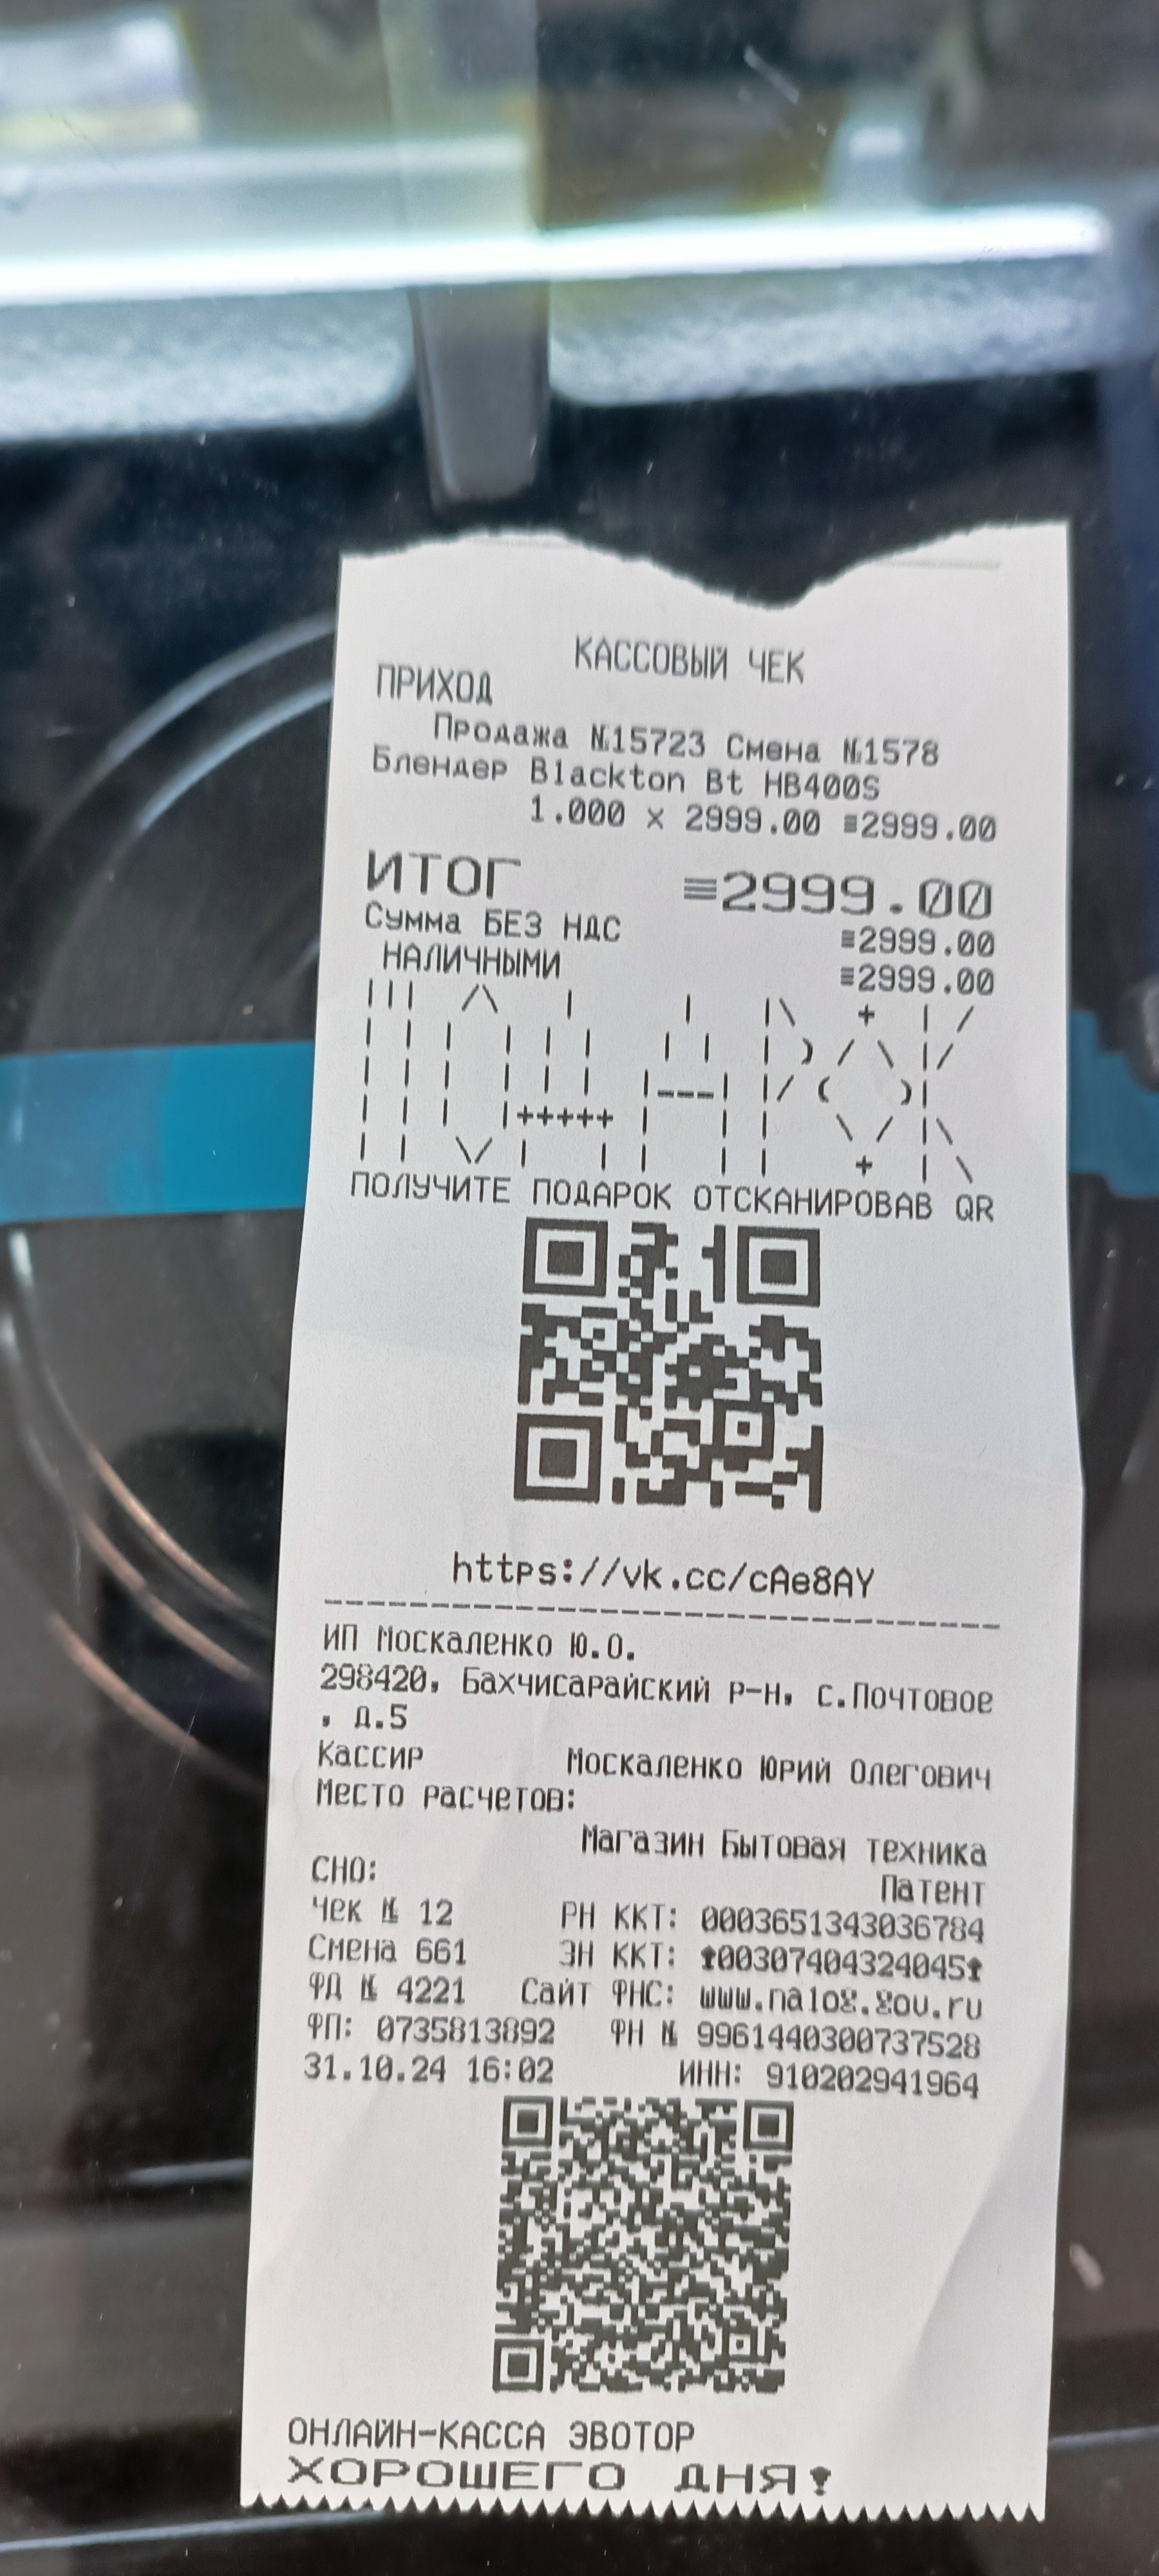 КАССОВЫЙ ЧЕК
ПРИХОД
Продажа №15723 Смена №1578
Блендер Blackton Bt HB400S
1.000 x 2999.00 ≡2999.00
ИТОГ ≡2999.00
Сумма БЕЗ НДС ≡2999.00
НАЛИЧНЫМИ ≡2999.00
ПОЛУЧИТЕ ПОДАРОК ОТСКАНИРОВАВ QR
https://vk.cc/cAe8AY
ИП Москаленко Ю.О.
298420, Бахчисарайский р-н, с.Почтовое
, д.5
Кассир Москаленко Юрий Олегович
Место расчетов:
Магазин Бытовая техника
СНО: Патент
Чек № 12 РН ККТ: 0003651343036784
Смена 661 ЗН ККТ: 00307404324045
ФД № 4221 Сайт ФНС: www.nalog.gov.ru
ФП: 0735813892 ФН № 9961440300737528
31.10.24 16:02 ИНН: 910202941964
ОНЛАЙН-КАССА ЭВОТОР
ХОРОШЕГО ДНЯ!